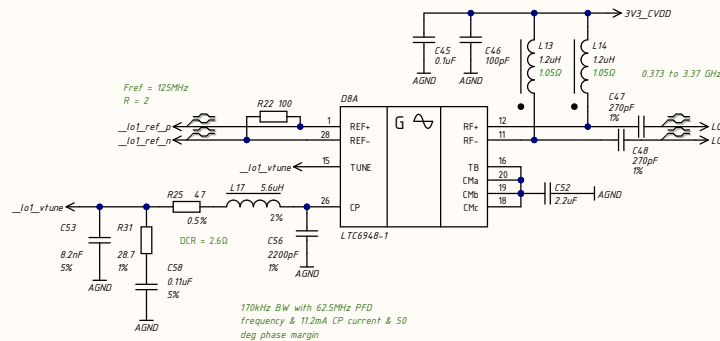 3V3_CVDD
L13
1.2uH
1.05Ω
L14
1.2uH
1.05Ω
C45
0.1uF
C46
100pF
AGND
AGND
0.373 to 3.37 GHz
Fref = 125MHz
R = 2
R22 100
D8A
C47
270pF
1%
G
__lo1_ref_p
1
REF+
RF+
12
__lo1_ref_n
28
REF–
RF–
11
C48
270pF
1%
__lo1_vtune
15
TUNE
TB
16
CMa
20
CMb
19
CMc
18
C52
2.2uF
AGND
R25 47
0.5%
L17 5.6uH
2%
26
CP
__lo1_vtune
DCR = 2.6Ω
LTC6948-1
C53
8.2nF
5%
AGND
R31
28.7
1%
C58
0.11uF
5%
AGND
C56
2200pF
1%
AGND
170kHz BW with 62.5MHz PFD
frequency & 11.2mA CP current & 50
deg phase margin